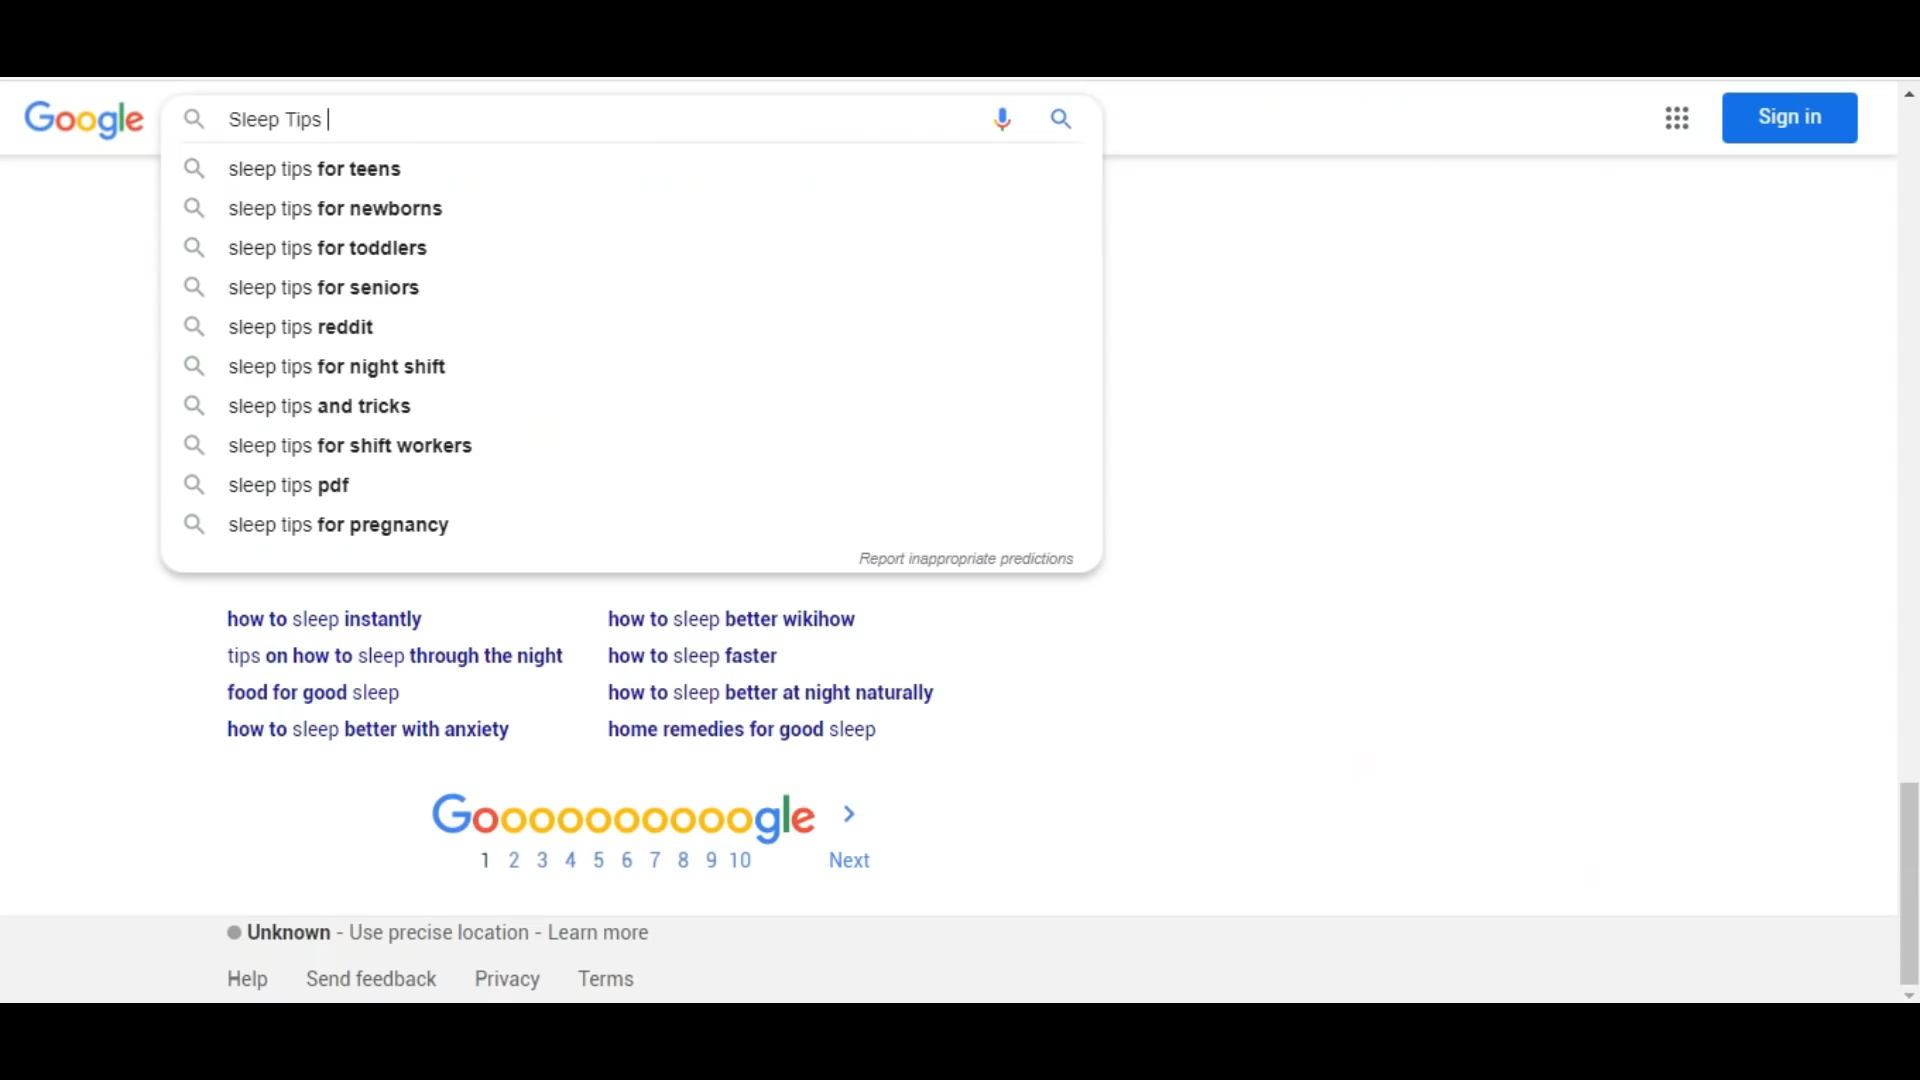 Google
Sleep Tips
Sign in
sleep tips for teens
sleep tips for newborns
sleep tips for toddlers
sleep tips for seniors
sleep tips reddit
sleep tips for night shift
sleep tips and tricks
sleep tips for shift workers
sleep tips pdf
sleep tips for pregnancy
Report inappropriate predictions
how to sleep instantly
how to sleep better wikihow
tips on how to sleep through the night
how to sleep faster
food for good sleep
how to sleep better at night naturally
how to sleep better with anxiety
home remedies for good sleep
Goooooooooogle >
1 2 3 4 5 6 7 8 9 10 Next
Unknown - Use precise location - Learn more
Help Send feedback Privacy Terms